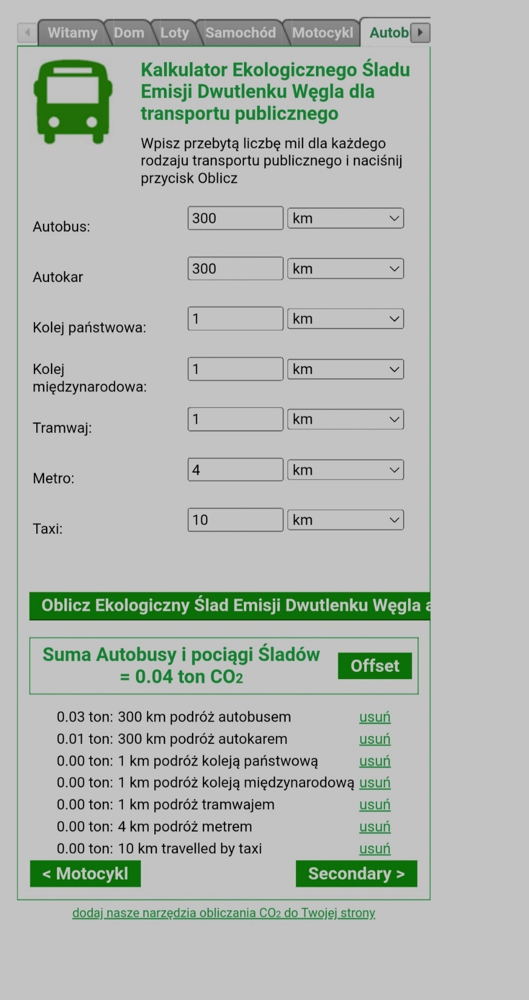 Witamy Dom Loty Samochód Motocykl Autob
Kalkulator Ekologicznego Śladu
Emisji Dwutlenku Węgla dla
transportu publicznego
Wpisz przebytą liczbę mil dla każdego
rodzaju transportu publicznego i naciśnij
przycisk Oblicz
Autobus: 300 km
Autokar 300 km
Kolej państwowa: 1 km
Kolej
międzynarodowa: 1 km
Tramwaj: 1 km
Metro: 4 km
Taxi: 10 km
Oblicz Ekologiczny Ślad Emisji Dwutlenku Węgla a
Suma Autobusy i pociągi Śladów
= 0.04 ton CO2
Offset
0.03 ton: 300 km podróż autobusem usuń
0.01 ton: 300 km podróż autokarem usuń
0.00 ton: 1 km podróż koleją państwową usuń
0.00 ton: 1 km podróż koleją międzynarodową usuń
0.00 ton: 1 km podróż tramwajem usuń
0.00 ton: 4 km podróż metrem usuń
0.00 ton: 10 km travelled by taxi usuń
< Motocykl Secondary >
dodaj nasze narzędzia obliczania CO2 do Twojej strony